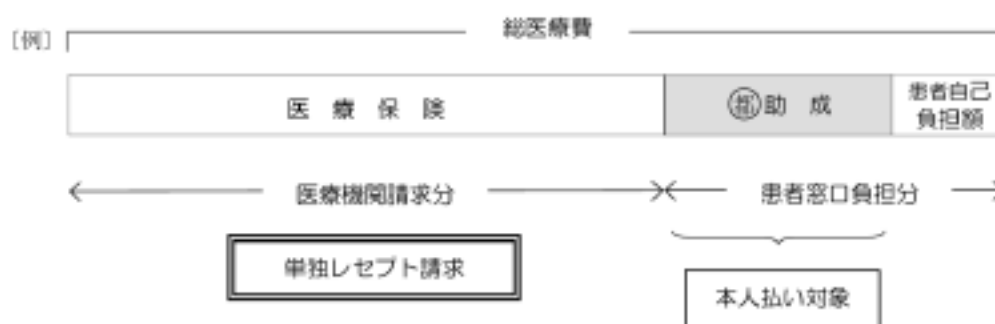 [例] 総医療費
医療保険 ㊞助成 患者自己
負担額
医療機関請求分 患者窓口負担分
単独レセプト請求
本人払い対象